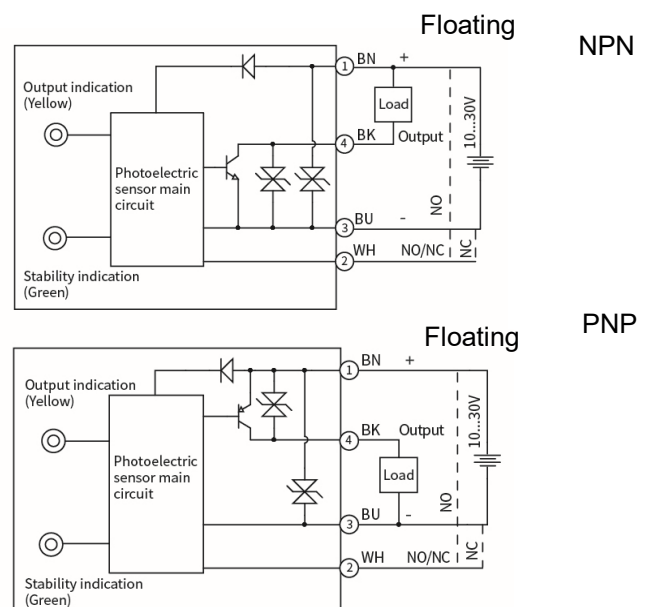 Floating
NPN
1 BN +
Output indication
(Yellow)
Load
10...30V
4 BK Output
Photoelectric
sensor main
circuit
NO
3 BU -
2 WH NO/NC NC
Stability indication
(Green)
Floating
PNP
1 BN +
Output indication
(Yellow)
10...30V
4 BK Output
Photoelectric
sensor main
circuit
Load
NO
3 BU -
2 WH NO/NC NC
Stability indication
(Green)